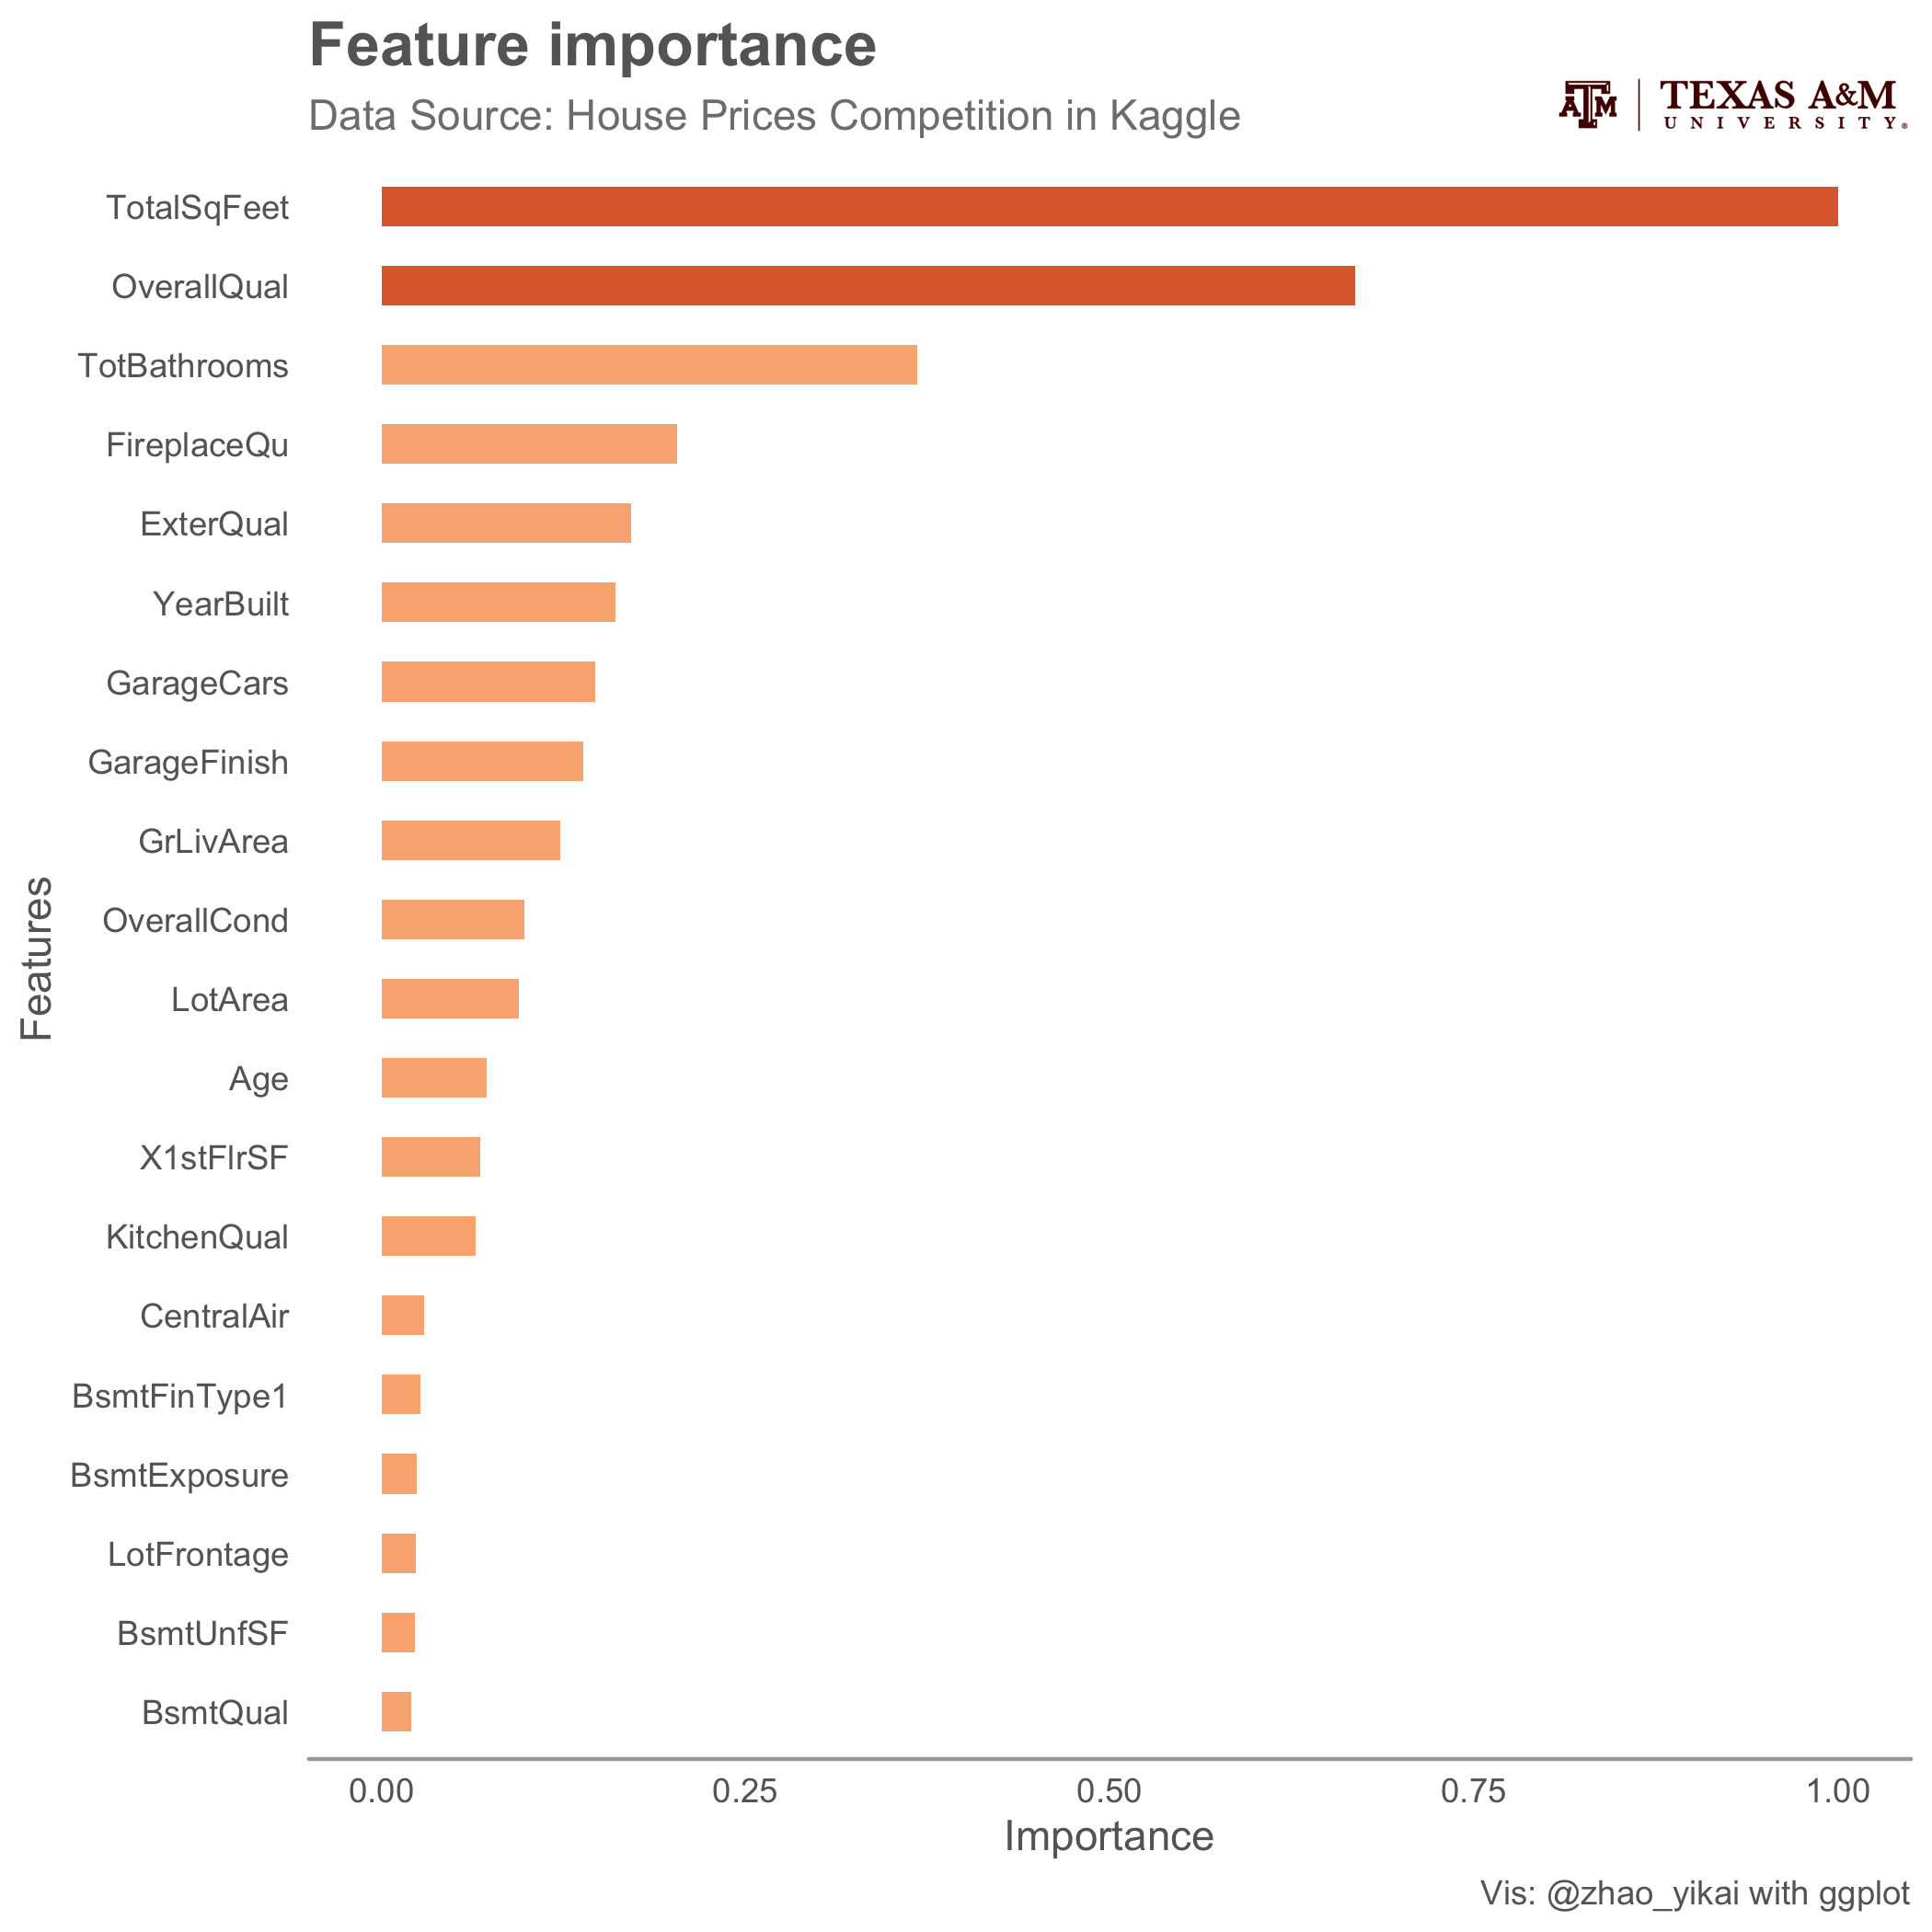 Feature importance
Data Source: House Prices Competition in Kaggle
ATM
TEXAS A&M
UNIVERSITY®
TotalSqFeet
OverallQual
TotBathrooms
FireplaceQu
ExterQual
YearBuilt
GarageCars
GarageFinish
GrLivArea
OverallCond
LotArea
Age
X1stFlrSF
KitchenQual
CentralAir
BsmtFinType1
BsmtExposure
LotFrontage
BsmtUnfSF
BsmtQual
Features
0.00 0.25 0.50 0.75 1.00
Importance
Vis: @zhao_yikai with ggplot